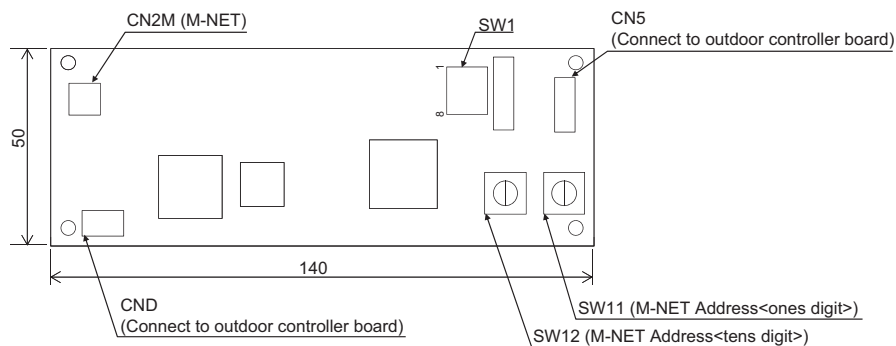 CN2M (M-NET)
SW1
CN5
(Connect to outdoor controller board)
1
8
50
140
CND
(Connect to outdoor controller board)
SW11 (M-NET Address<ones digit>)
SW12 (M-NET Address<tens digit>)